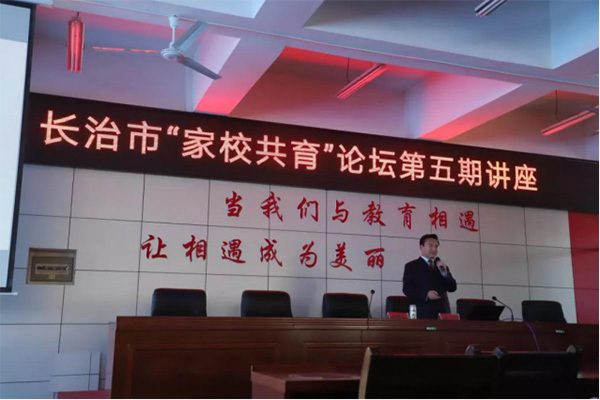 长治市“家校共育”论坛第五期讲座
当我们与教育相遇
让相遇成为美丽